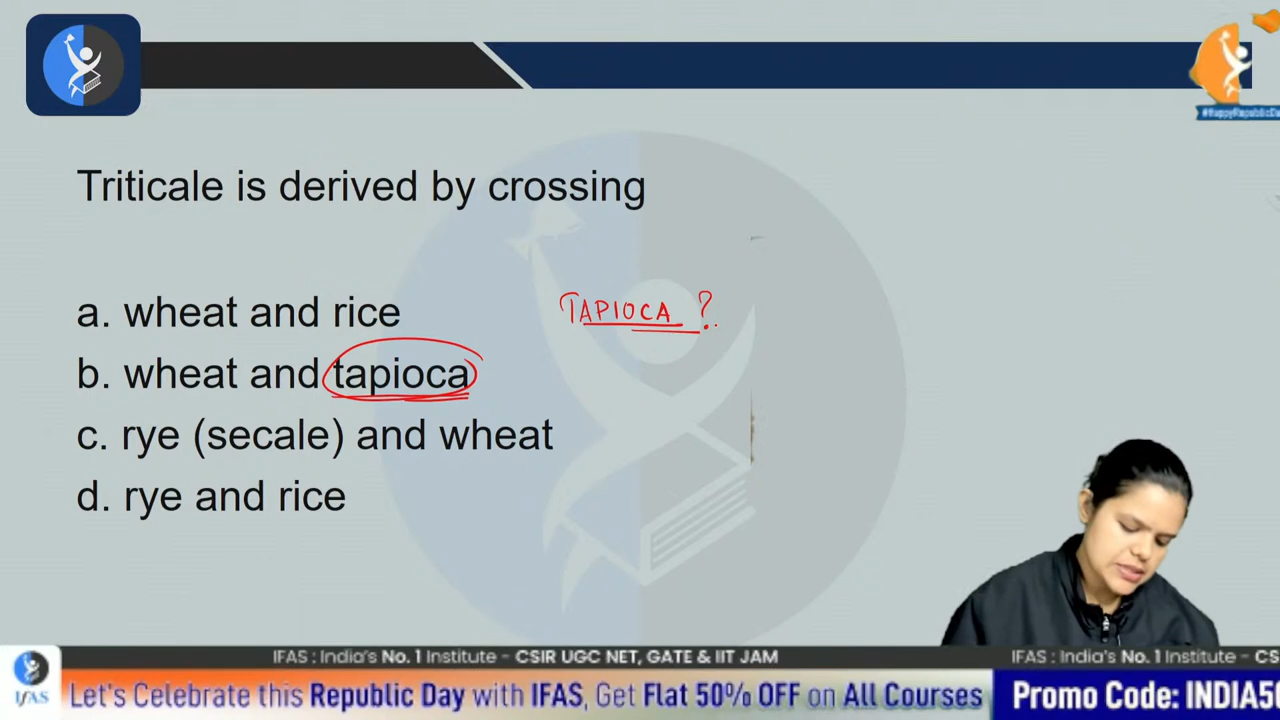 #HappyRepublicDa
Triticale is derived by crossing
a. wheat and rice
TAPIOCA ?
b. wheat and tapioca
c. rye (secale) and wheat
d. rye and rice
IFAS : India's No. 1 Institute - CSIR UGC NET, GATE & IIT JAM
IFAS : India's No. 1 Institute - CS
IFAS
Let's Celebrate this Republic Day with IFAS, Get Flat 50% OFF on All Courses
Promo Code: INDIA50